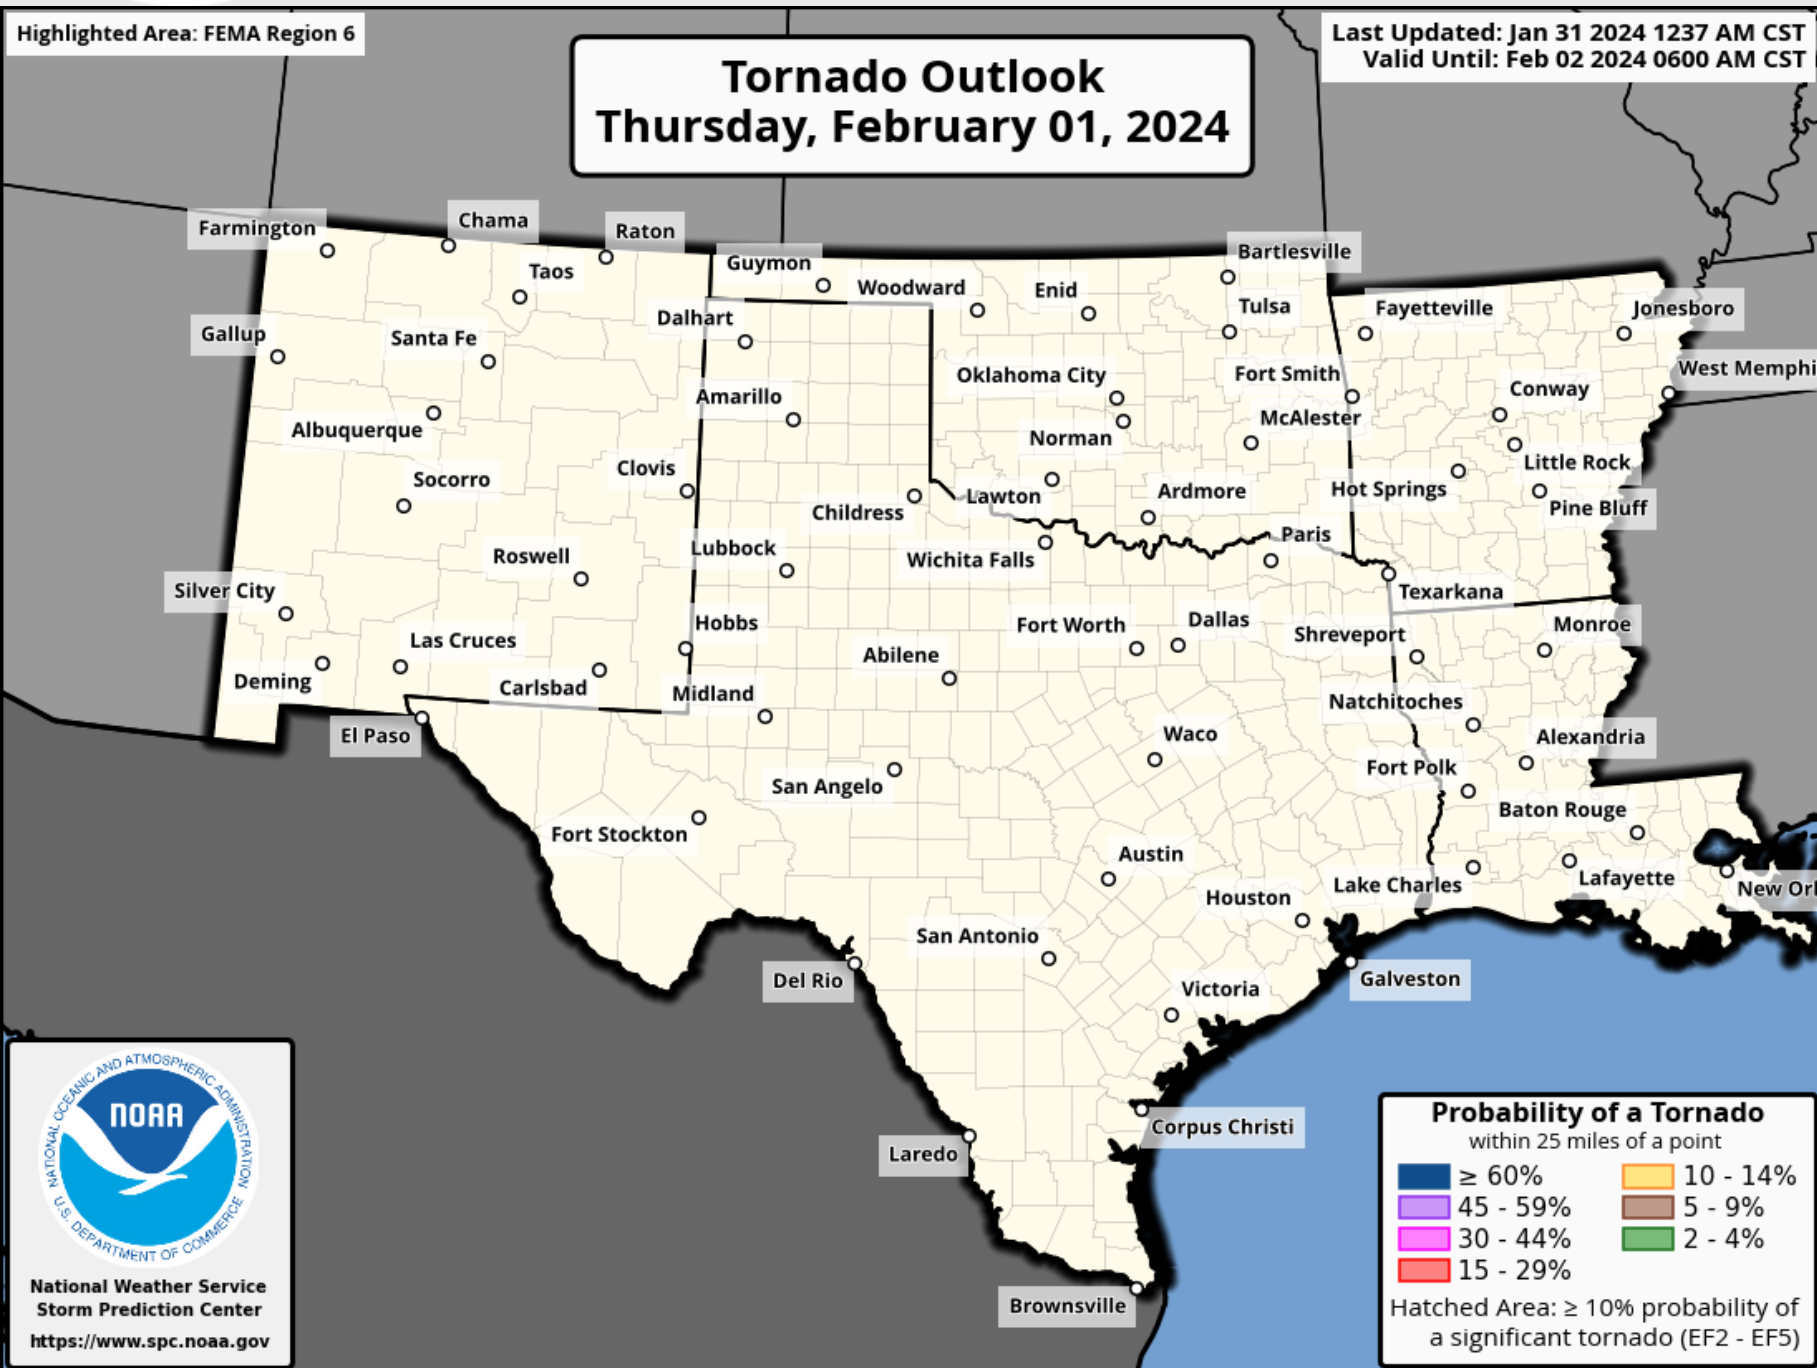 Highlighted Area: FEMA Region 6
Tornado Outlook
Thursday, February 01, 2024
Last Updated: Jan 31 2024 1237 AM CST
Valid Until: Feb 02 2024 0600 AM CST
Farmington
Chama
Raton
Taos
Guymon
Woodward
Enid
Bartlesville
Tulsa
Fayetteville
Jonesboro
Gallup
Santa Fe
Dalhart
Oklahoma City
Fort Smith
West Memphi
Conway
Amarillo
Albuquerque
Norman
McAlester
Little Rock
Clovis
Socorro
Childress
Lawton
Ardmore
Hot Springs
Pine Bluff
Paris
Roswell
Lubbock
Wichita Falls
Silver City
Texarkana
Hobbs
Fort Worth
Dallas
Shreveport
Monroe
Las Cruces
Abilene
Deming
Carlsbad
Midland
Natchitoches
El Paso
Waco
Alexandria
Fort Polk
San Angelo
Baton Rouge
Fort Stockton
Austin
Lake Charles
Lafayette
New Orl
Houston
San Antonio
Del Rio
Galveston
Victoria
Corpus Christi
Laredo
Brownsville
NATIONAL OCEANIC AND ATMOSPHERIC ADMINISTRATION
NOAA
U.S. DEPARTMENT OF COMMERCE
National Weather Service
Storm Prediction Center
https://www.spc.noaa.gov
Probability of a Tornado
within 25 miles of a point
≥ 60%
45 - 59%
30 - 44%
15 - 29%
10 - 14%
5 - 9%
2 - 4%
Hatched Area: ≥ 10% probability of
a significant tornado (EF2 - EF5)